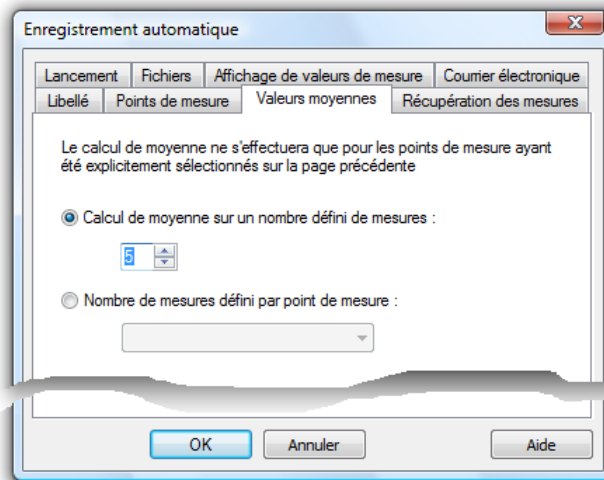 Enregistrement automatique
Lancement Fichiers Affichage de valeurs de mesure Courrier électronique
Libellé Points de mesure Valeurs moyennes Récupération des mesures
Le calcul de moyenne ne s'effectuera que pour les points de mesure ayant
été explicitement sélectionnés sur la page précédente
Calcul de moyenne sur un nombre défini de mesures :
5
Nombre de mesures défini par point de mesure :
OK Annuler Aide